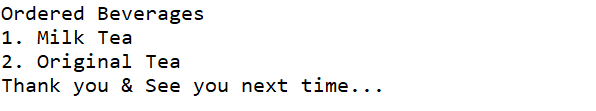 Ordered Beverages
1. Milk Tea
2. Original Tea
Thank you & See you next time...